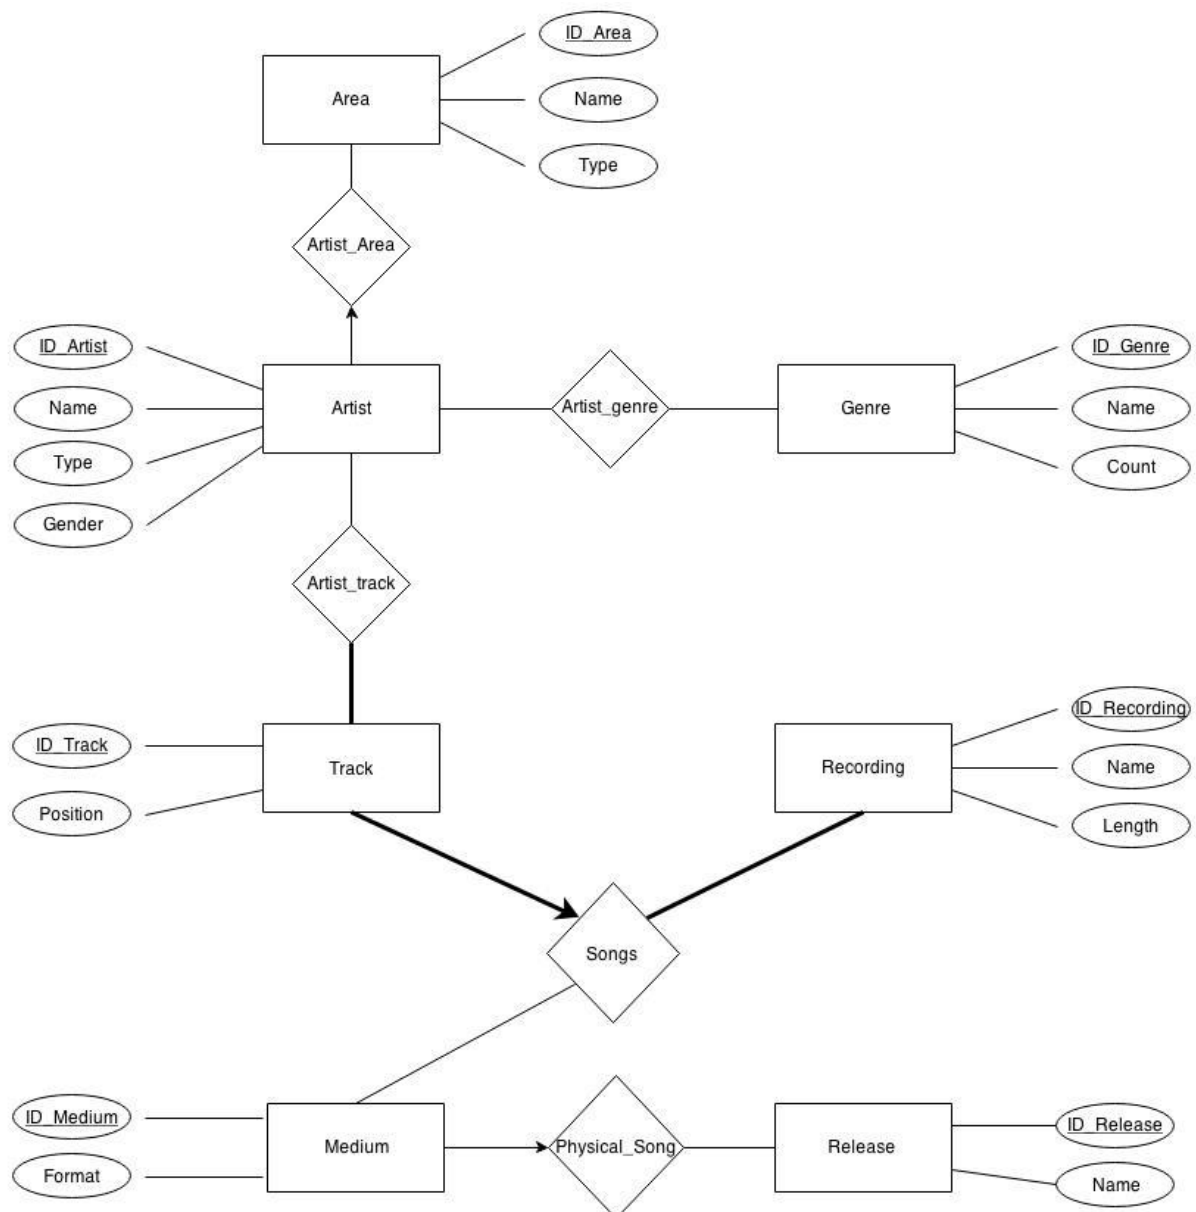 ID_Area
Area
Name
Type
Artist_Area
ID_Artist
ID_Genre
Name
Artist
Artist_genre
Genre
Name
Type
Count
Gender
Artist_track
ID_Recording
ID_Track
Track
Recording
Name
Position
Length
Songs
ID_Medium
ID_Release
Medium
Physical_Song
Release
Format
Name